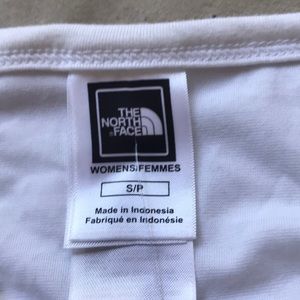 THE
NORTH
FACE
WOMENS/FEMMES
S/P
Made in Indonesia
Fabriqué en Indonésie